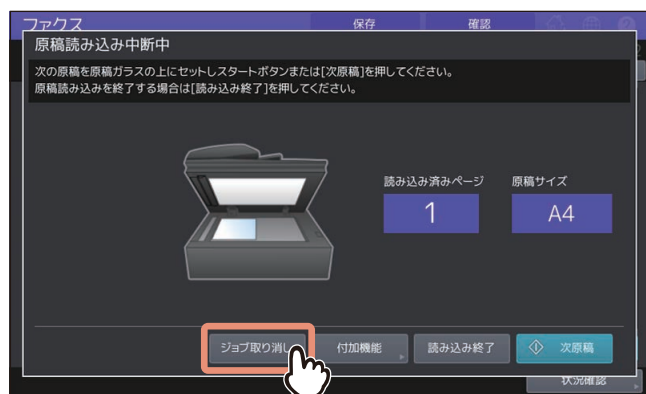 ファクス 保存 確認
原稿読み込み中断中
次の原稿を原稿ガラスの上にセットしスタートボタンまたは[次原稿]を押してください。
原稿読み込みを終了する場合は[読み込み終了]を押してください。
読み込み済みページ 原稿サイズ
1 A4
ジョブ取り消し 付加機能 読み込み終了 次原稿
状況確認